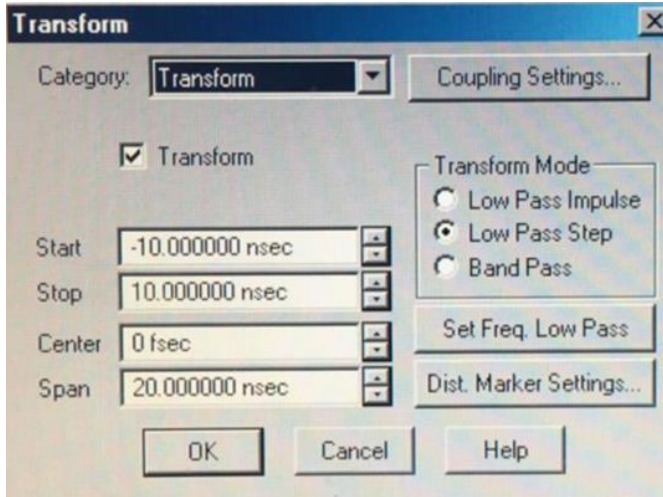 Transform
Category: Transform Coupling Settings...
Transform
Transform Mode
Low Pass Impulse
Low Pass Step
Band Pass
Start -10.000000 nsec
Stop 10.000000 nsec
Center 0 fsec
Span 20.000000 nsec
Set Freq. Low Pass
Dist. Marker Settings...
OK Cancel Help